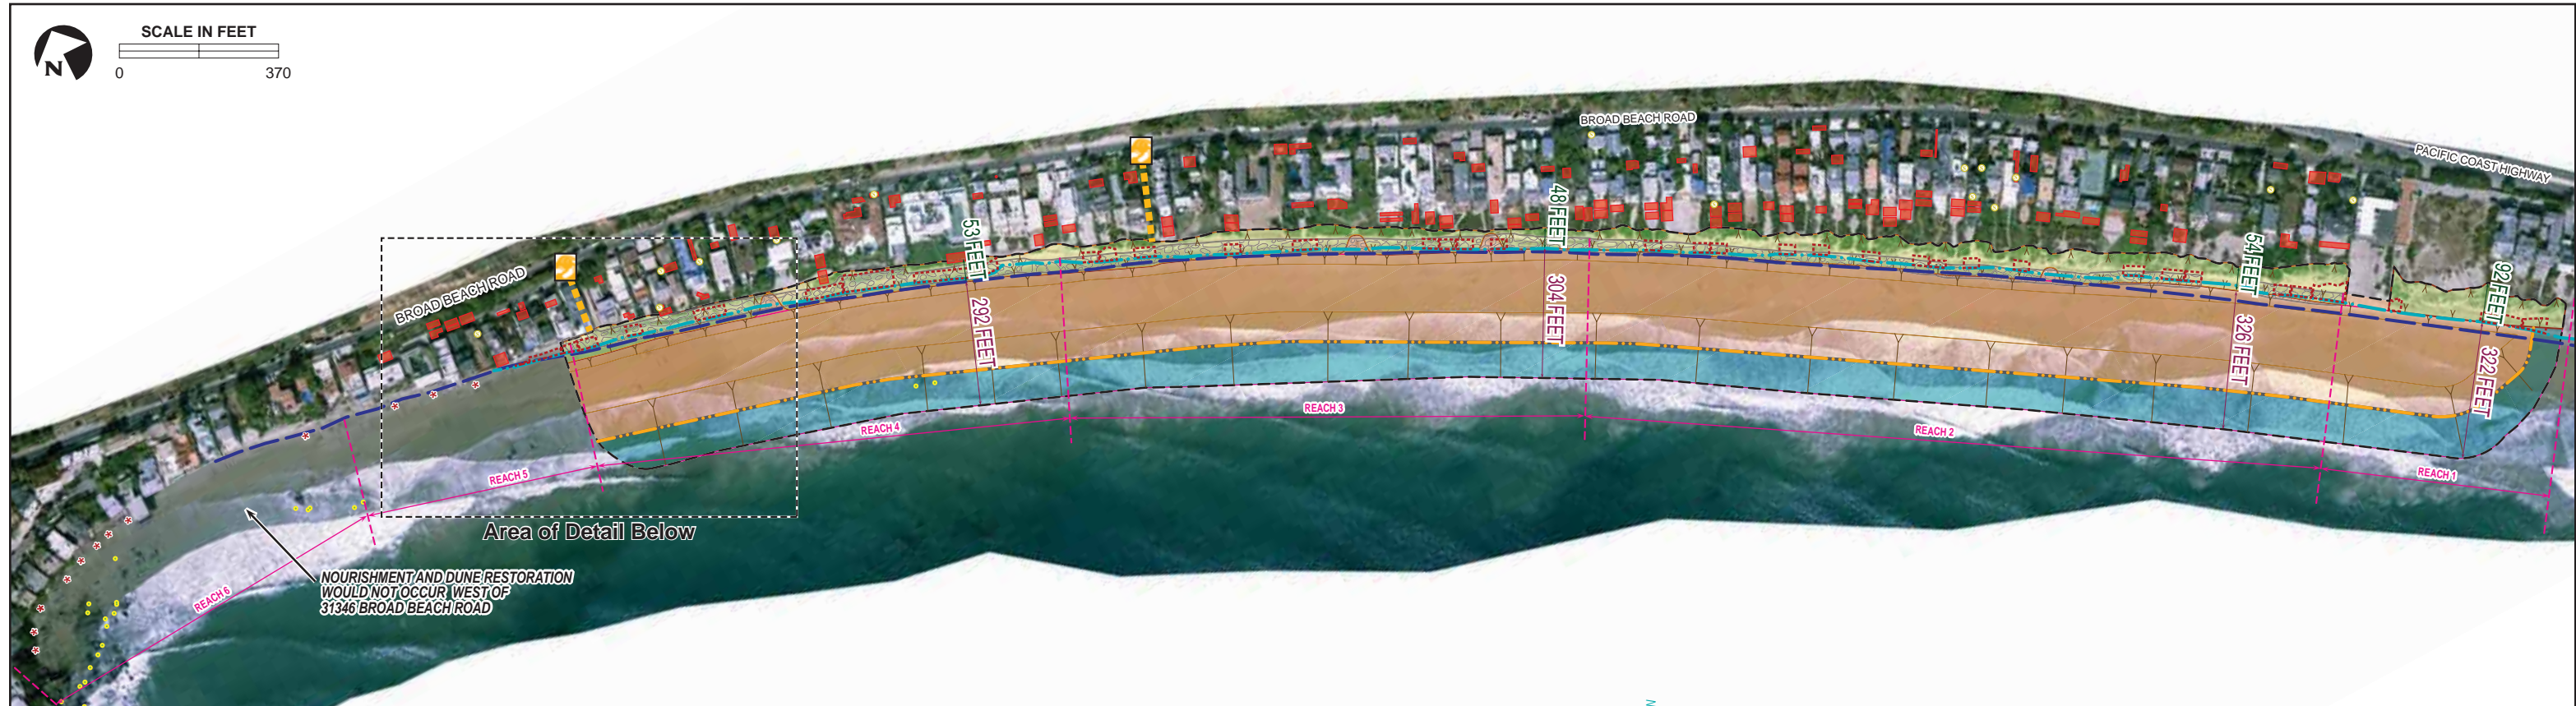 SCALE IN FEET
N
0 370
BROAD BEACH ROAD
PACIFIC COAST HIGHWAY
BROAD BEACH ROAD
53 FEET
48 FEET
54 FEET
92 FEET
292 FEET
304 FEET
326 FEET
322 FEET
REACH 6
REACH 5
REACH 4
REACH 3
REACH 2
REACH 1
Area of Detail Below
NOURISHMENT AND DUNE RESTORATION
WOULD NOT OCCUR WEST OF
31346 BROAD BEACH ROAD
N